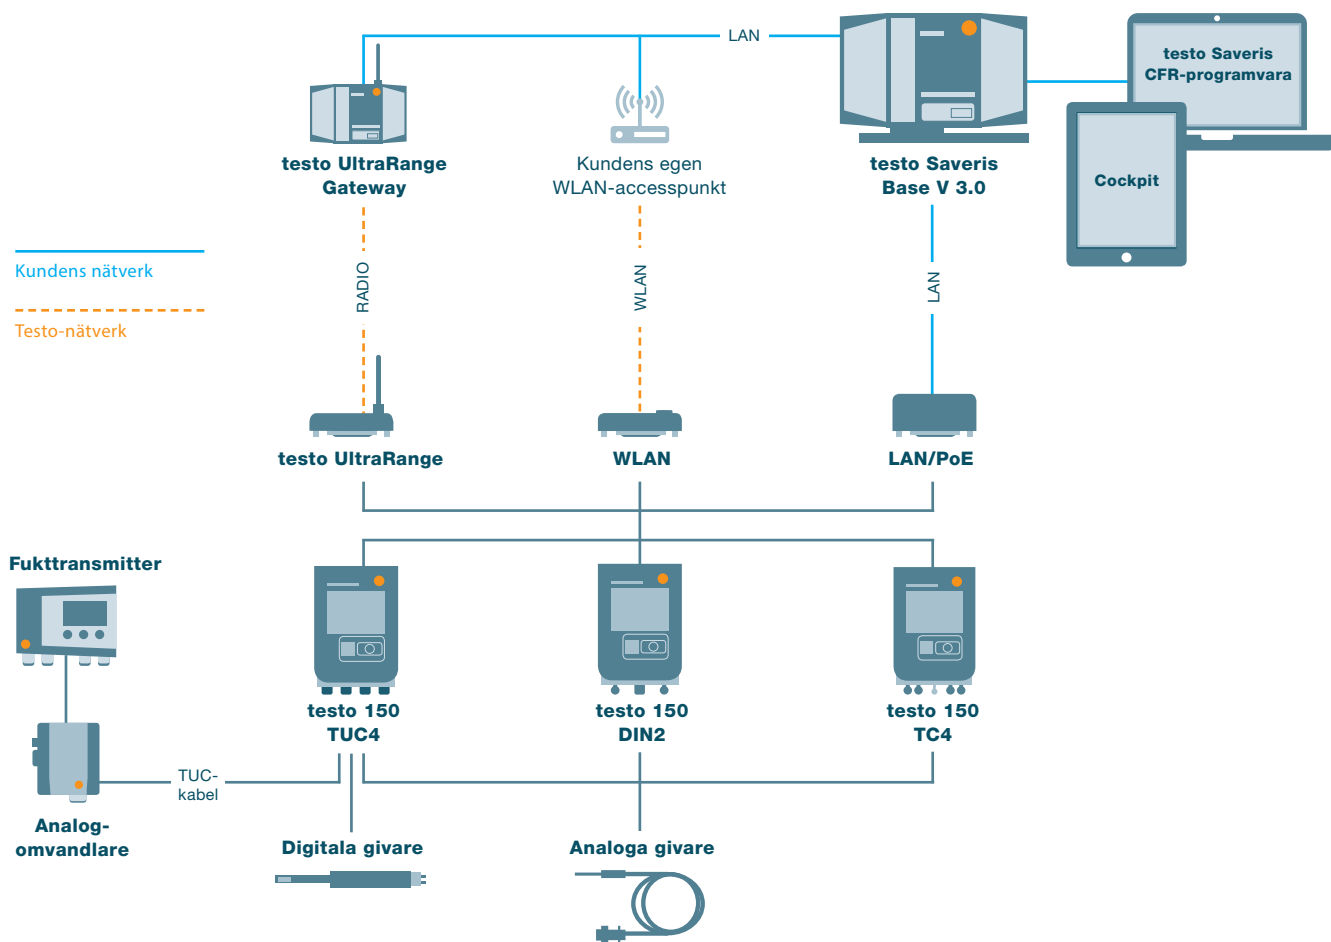 LAN
testo Saveris
CFR-programvara
testo UltraRange
Gateway
Kundens egen
WLAN-accesspunkt
testo Saveris
Base V 3.0
Cockpit
Kundens nätverk
Testo-nätverk
RADIO
WLAN
LAN
testo UltraRange
WLAN
LAN/PoE
Fukttransmitter
testo 150
TUC4
testo 150
DIN2
testo 150
TC4
TUC-
kabel
Analog-
omvandlare
Digitala givare
Analoga givare